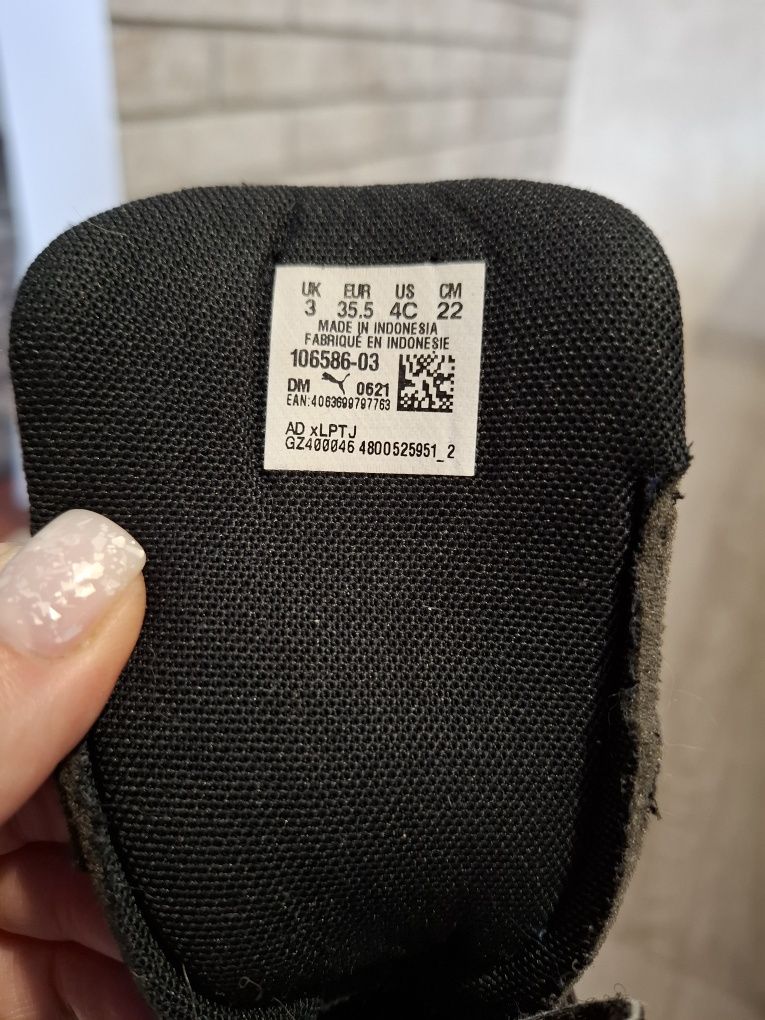 UK EUR US CM
3 35.5 4C 22
MADE IN INDONESIA
FABRIQUÉ EN INDONESIE
106586-03
DM 0621
EAN:4063699797763
AD xLPTJ
GZ400046 4800525951_2